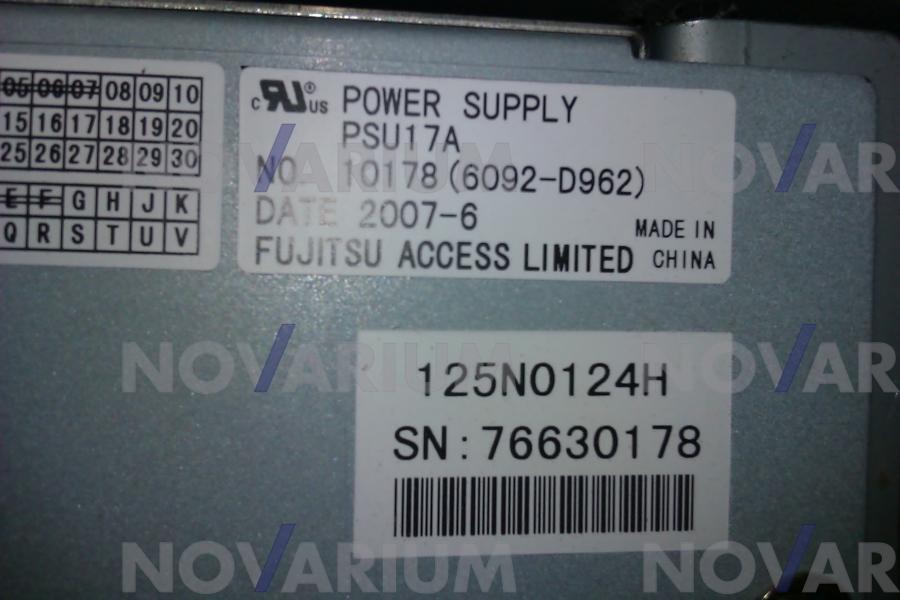 05 06 07 08 09 10
15 16 17 18 19 20
25 26 27 28 29 30
E F G H J K
Q R S T U V
c RU ® US POWER SUPPLY
PSU17A
NO. 10178 (6092-D962)
DATE 2007-6
MADE IN
FUJITSU ACCESS LIMITED CHINA
125N0124H
SN:76630178
NOVARIUM
NOVAR
NOVARIUM
NOVAR
NOVARIUM
NOVAR